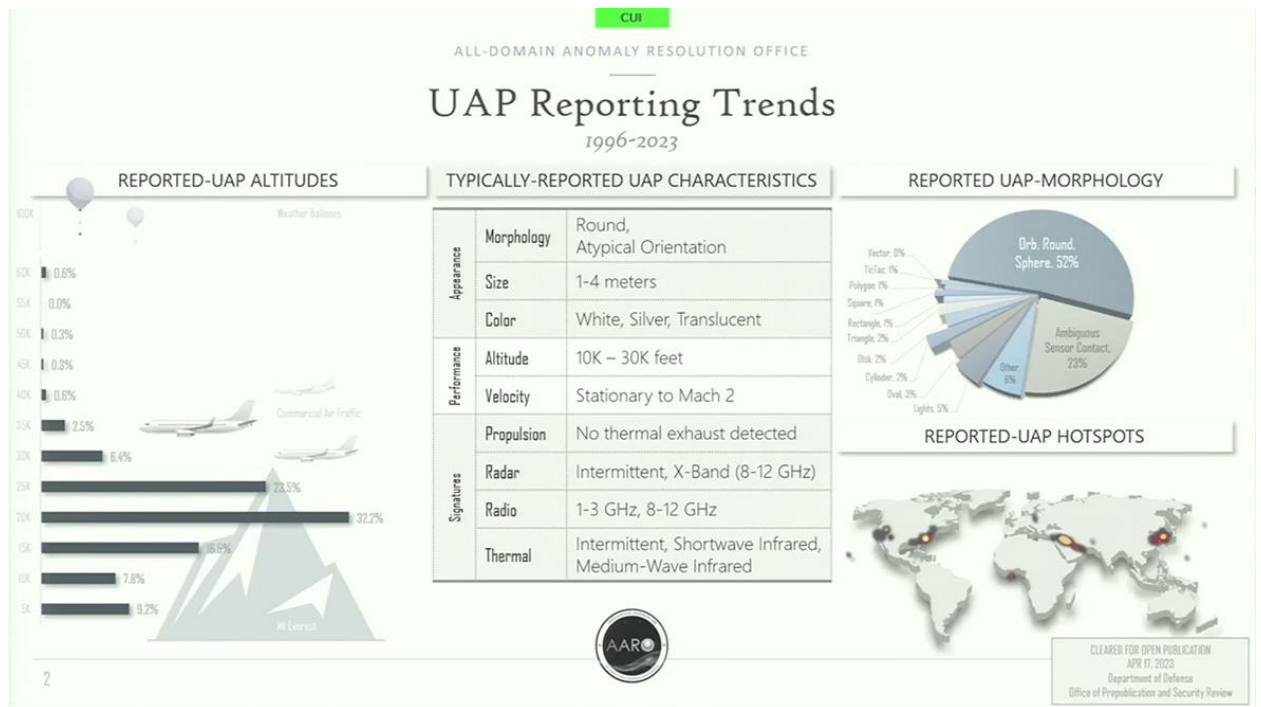 CUI
ALL-DOMAIN ANOMALY RESOLUTION OFFICE
UAP Reporting Trends
1996-2023
REPORTED-UAP ALTITUDES
100K
Weather Balloons
60K 0.6%
55K 0.0%
50K 0.3%
45K 0.3%
40K 0.6%
35K 2.5%
Commercial Air Traffic
30K 6.4%
25K 23.5%
20K 32.2%
15K 16.5%
10K 7.8%
5K 9.2%
Mt Everest
TYPICALLY-REPORTED UAP CHARACTERISTICS
Appearance
Morphology
Round,
Atypical Orientation
Size
1-4 meters
Color
White, Silver, Translucent
Performance
Altitude
10K – 30K feet
Velocity
Stationary to Mach 2
Signatures
Propulsion
No thermal exhaust detected
Radar
Intermittent, X-Band (8-12 GHz)
Radio
1-3 GHz, 8-12 GHz
Thermal
Intermittent, Shortwave Infrared,
Medium-Wave Infrared
AARO
REPORTED UAP-MORPHOLOGY
Orb, Round,
Sphere, 52%
Ambiguous
Sensor Contact,
23%
Other,
6%
Lights, 5%
Oval, 3%
Cylinder, 2%
Disk, 2%
Triangle, 2%
Rectangle, 1%
Square, 1%
Polygon, 1%
TicTac, 1%
Vector, 0%
REPORTED-UAP HOTSPOTS
CLEARED FOR OPEN PUBLICATION
APR 17, 2023
Department of Defense
Office of Prepublication and Security Review
2